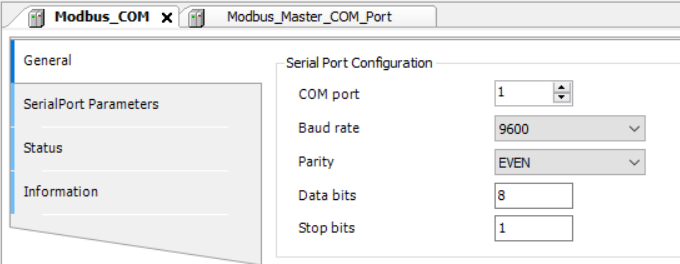 Modbus_COM
Modbus_Master_COM_Port
General
SerialPort Parameters
Status
Information
Serial Port Configuration
COM port 1
Baud rate 9600
Parity EVEN
Data bits 8
Stop bits 1